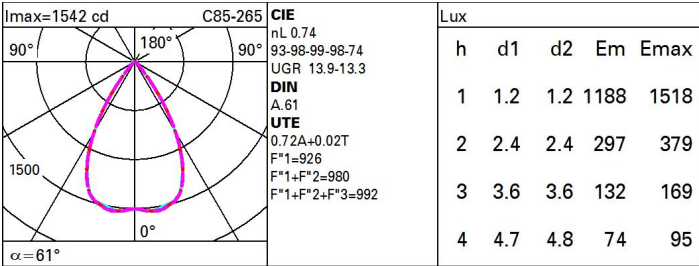 Imax=1542 cd C85-265
90° 180° 90°
1500
0°
α=61°
CIE
nL 0.74
93-98-99-98-74
UGR 13.9-13.3
DIN
A.61
UTE
0.72A+0.02T
F"1=926
F"1+F"2=980
F"1+F"2+F"3=992
Lux
h d1 d2 Em Emax
1 1.2 1.2 1188 1518
2 2.4 2.4 297 379
3 3.6 3.6 132 169
4 4.7 4.8 74 95